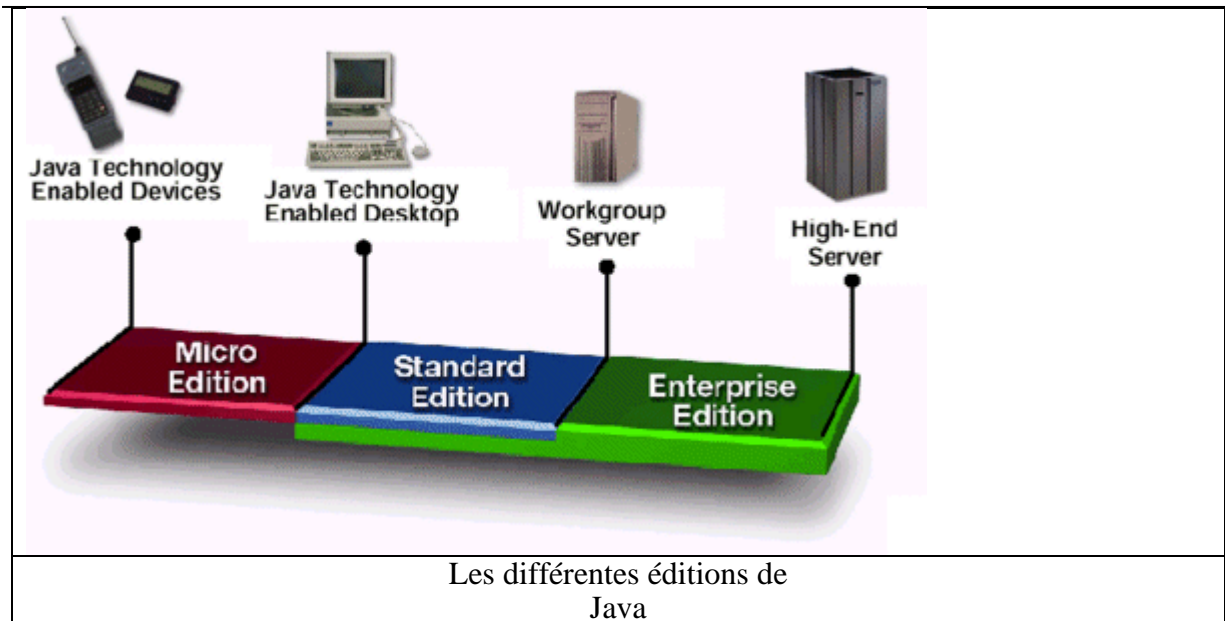 Java Technology
Enabled Devices
Java Technology
Enabled Desktop
Workgroup
Server
High-End
Server
Micro
Edition
Standard
Edition
Enterprise
Edition
Les différentes éditions de
Java